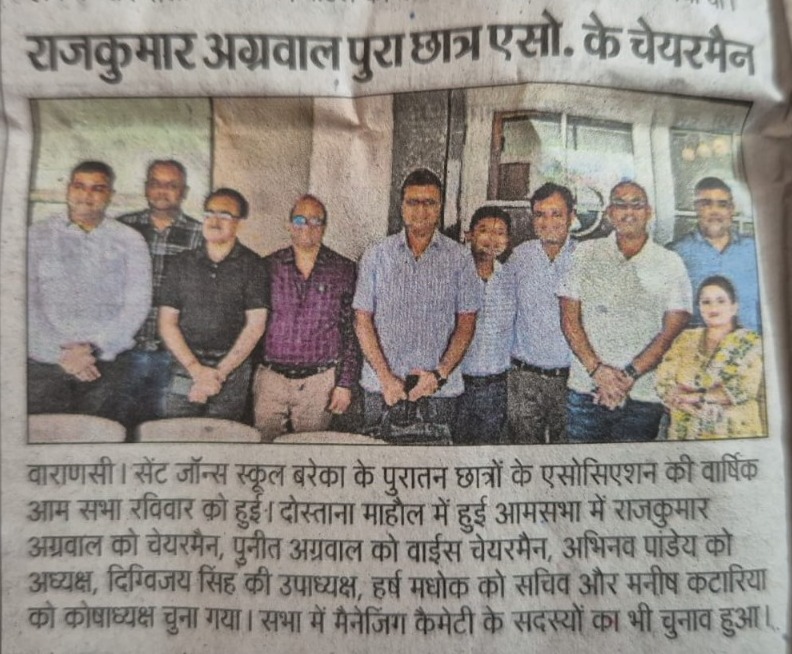 राजकुमार अग्रवाल पुरा छात्र एसो. के चेयरमैन
वाराणसी। सेंट जॉन्स स्कूल बरेका के पुरातन छात्रों के एसोसिएशन की वार्षिक
आम सभा रविवार को हुई। दोस्ताना माहौल में हुई आमसभा में राजकुमार
अग्रवाल को चेयरमैन, पुनीत अग्रवाल को वाईस चेयरमैन, अभिनव पांडेय को
अध्यक्ष, दिग्विजय सिंह की उपाध्यक्ष, हर्ष मधोक को सचिव और मनीष कटारिया
को कोषाध्यक्ष चुना गया। सभा में मैनेजिंग कैमेटी के सदस्यों का भी चुनाव हुआ।